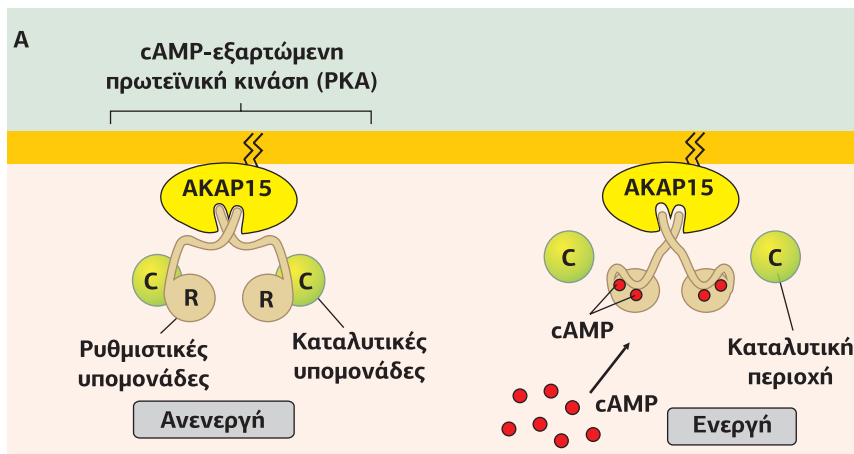 A
cAMP-εξαρτώμενη
πρωτεϊνική κινάση (PKA)
AKAP15
C
R
R
C
Ρυθμιστικές
υπομονάδες
Καταλυτικές
υπομονάδες
Ανενεργή
AKAP15
C
C
cAMP
cAMP
Καταλυτική
περιοχή
Ενεργή